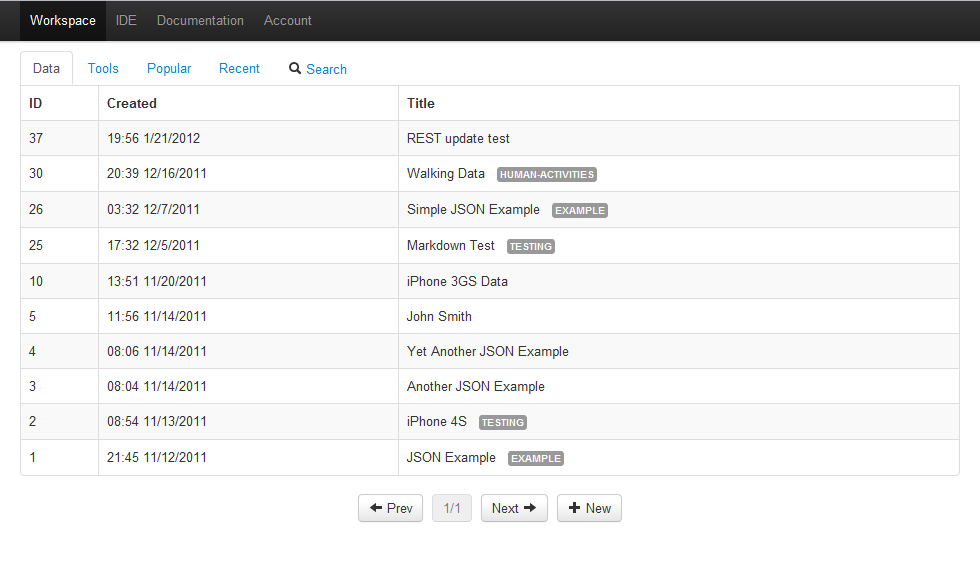 Workspace IDE Documentation Account
Data Tools Popular Recent Search
ID Created Title
37 19:56 1/21/2012 REST update test
30 20:39 12/16/2011 Walking Data HUMAN-ACTIVITIES
26 03:32 12/7/2011 Simple JSON Example EXAMPLE
25 17:32 12/5/2011 Markdown Test TESTING
10 13:51 11/20/2011 iPhone 3GS Data
5 11:56 11/14/2011 John Smith
4 08:06 11/14/2011 Yet Another JSON Example
3 08:04 11/14/2011 Another JSON Example
2 08:54 11/13/2011 iPhone 4S TESTING
1 21:45 11/12/2011 JSON Example EXAMPLE
Prev 1/1 Next New